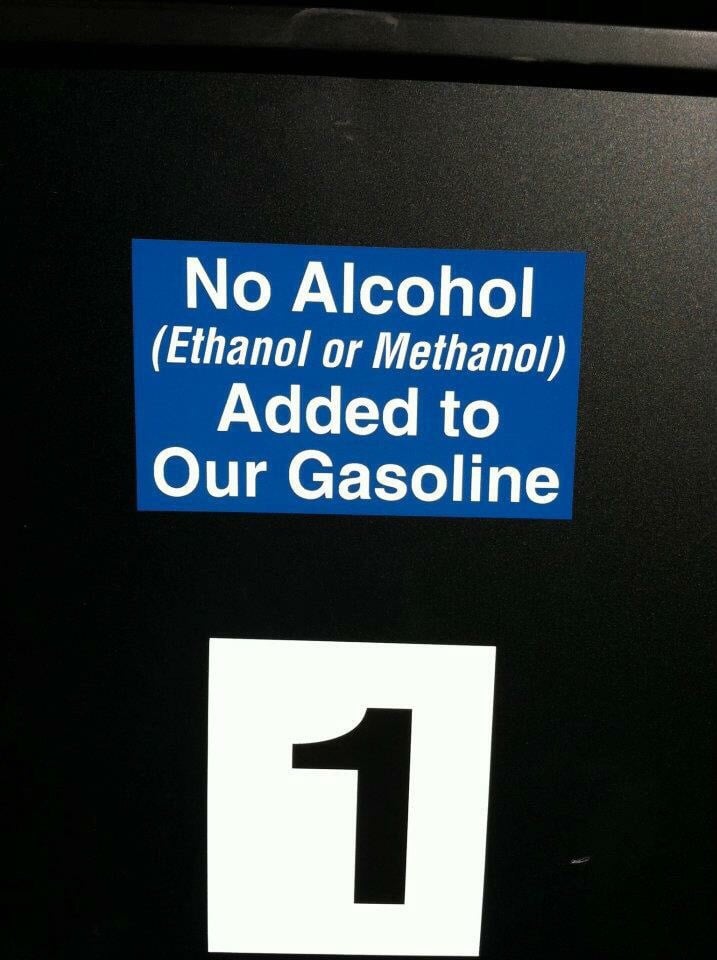 No Alcohol
(Ethanol or Methanol)
Added to
Our Gasoline
1